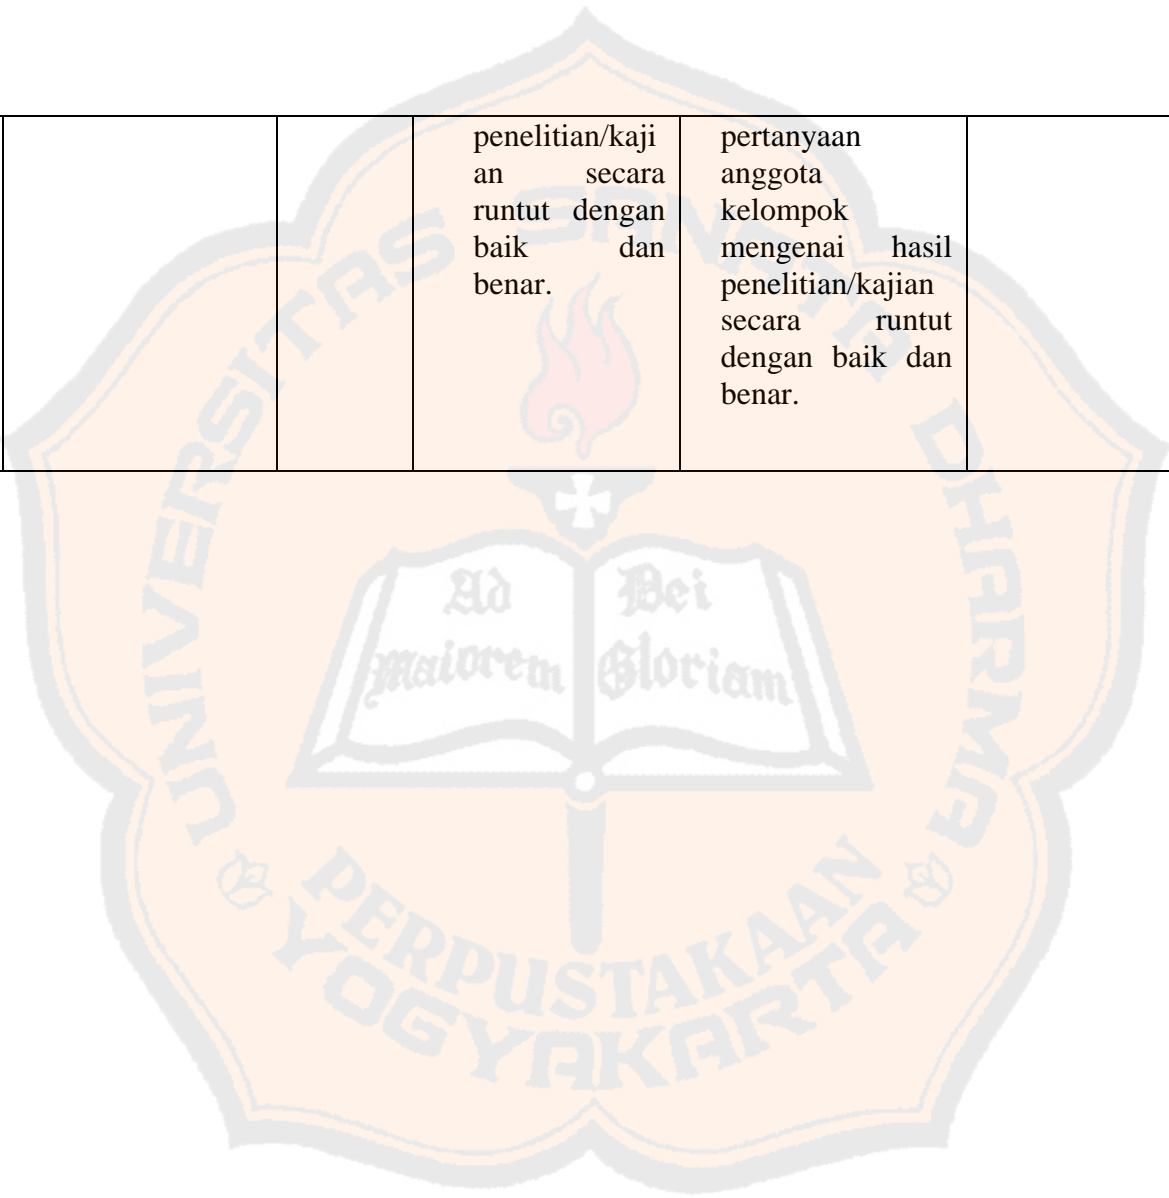 penelitian/kaji
an secara
runtut dengan
baik dan
benar.
pertanyaan
anggota
kelompok
mengenai hasil
penelitian/kajian
secara runtut
dengan baik dan
benar.
UNIVERSITAS SANATA DHARMA
Ad
maiorem
Dei
Gloriam
PERPUSTAKAAN
YOGYAKARTA